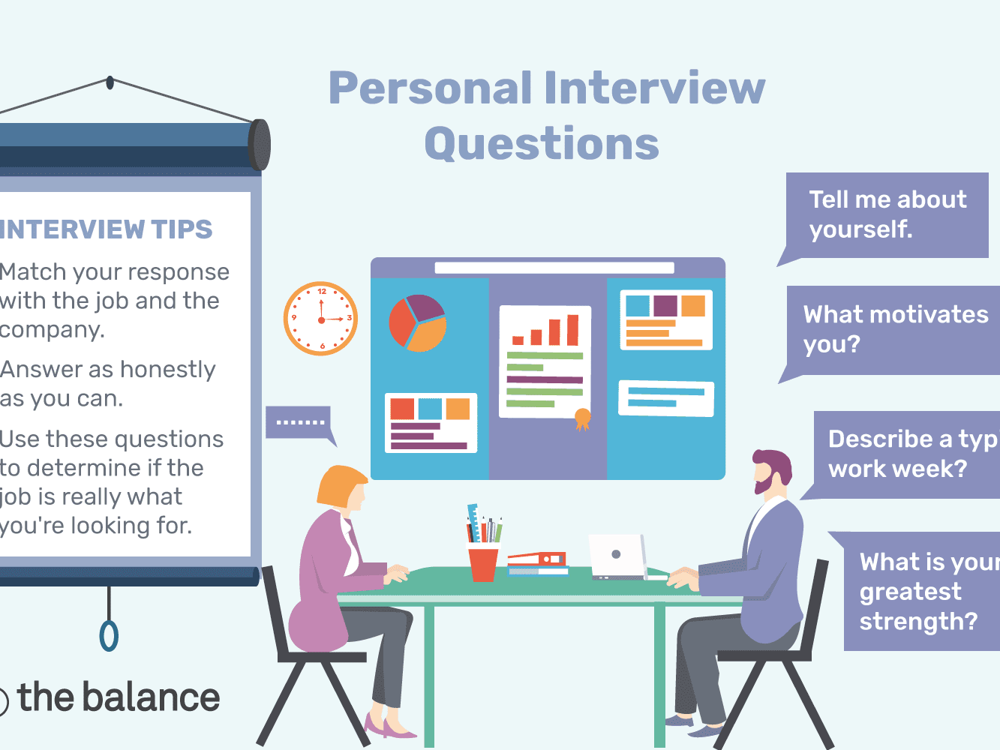 Personal Interview
Questions
INTERVIEW TIPS
Match your response
with the job and the
company.
Answer as honestly
as you can.
Use these questions
to determine if the
job is really what
you're looking for.
12
3
6
9
Tell me about
yourself.
What motivates
you?
Describe a
work week?
What is your
greatest
strength?
the balance